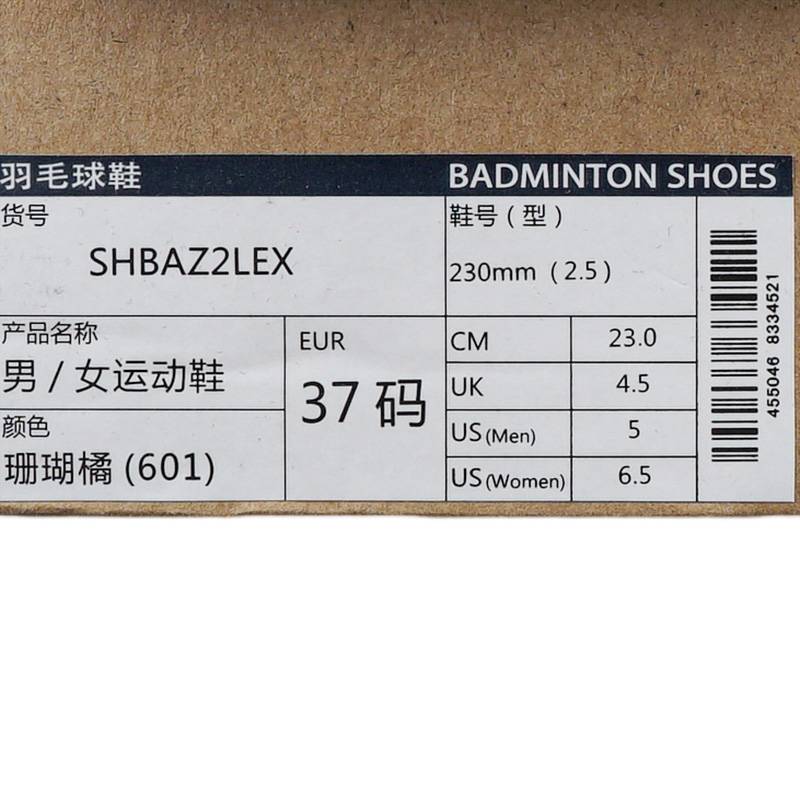 羽毛球鞋
BADMINTON SHOES
货号
SHBAZ2LEX
鞋号(型)
230mm (2.5)
产品名称
男/女运动鞋
颜色
珊瑚橘(601)
EUR
37码
CM 23.0
UK 4.5
US(Men) 5
US(Women) 6.5
455046 8334521